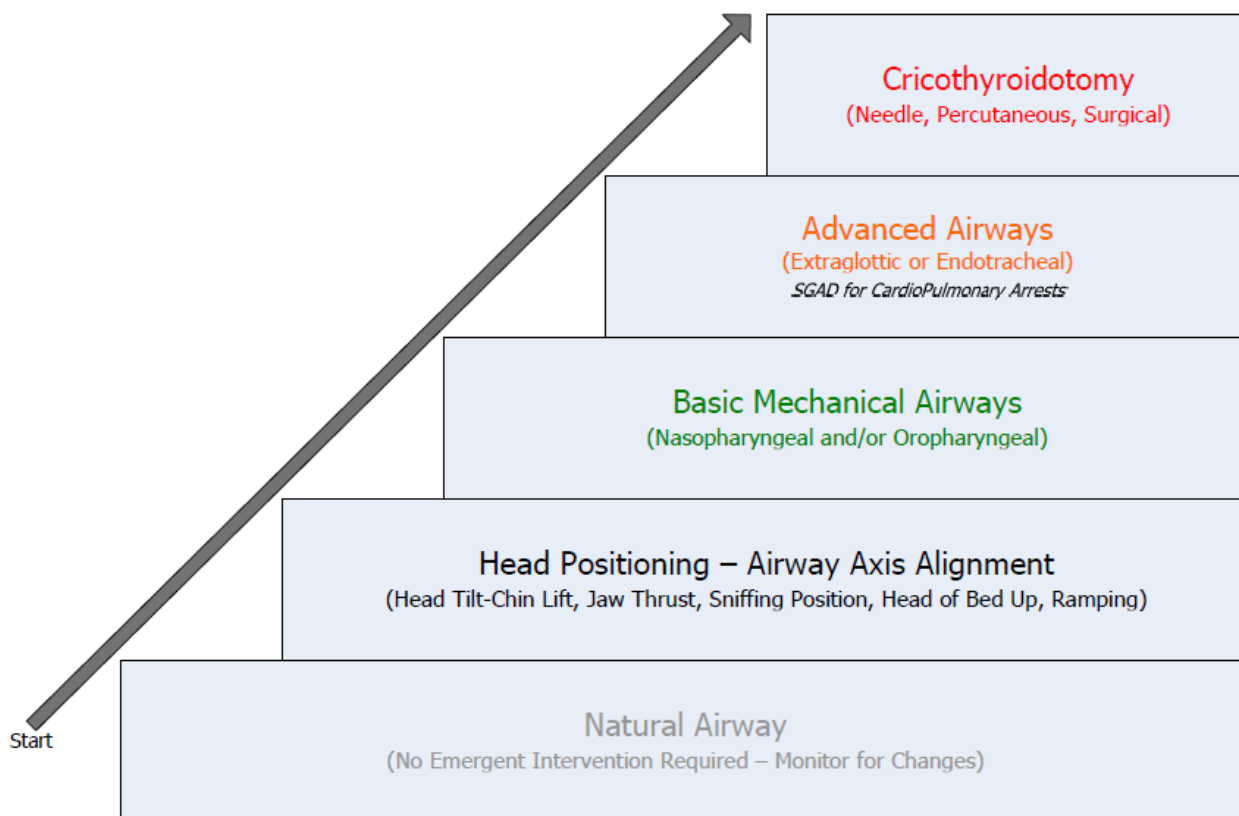 Cricothyroidotomy
(Needle, Percutaneous, Surgical)
Advanced Airways
(Extraglottic or Endotracheal)
SGAD for CardioPulmonary Arrests
Basic Mechanical Airways
(Nasopharyngeal and/or Oropharyngeal)
Head Positioning – Airway Axis Alignment
(Head Tilt-Chin Lift, Jaw Thrust, Sniffing Position, Head of Bed Up, Ramping)
Natural Airway
(No Emergent Intervention Required – Monitor for Changes)
Start